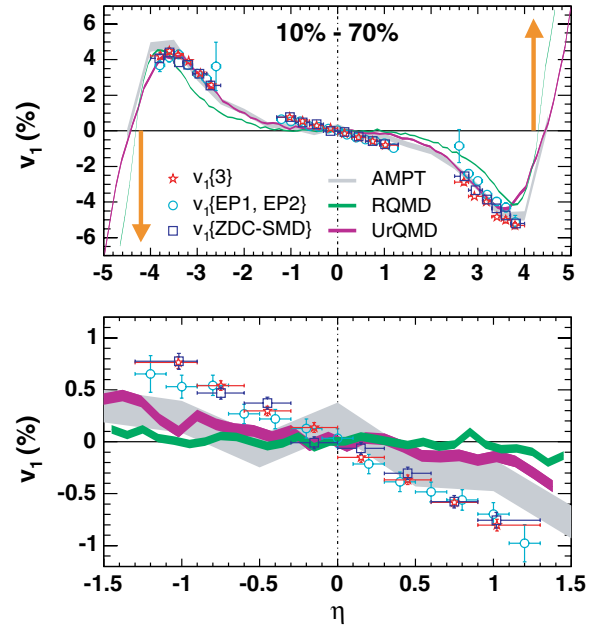 10% - 70%
v1 (%)
6
4
2
0
-2
-4
-6
v1{3}
v1{EP1, EP2}
v1{ZDC-SMD}
AMPT
RQMD
UrQMD
-5 -4 -3 -2 -1 0 1 2 3 4 5
v1 (%)
1
0.5
0
-0.5
-1
-1.5 -1 -0.5 0 0.5 1 1.5
η